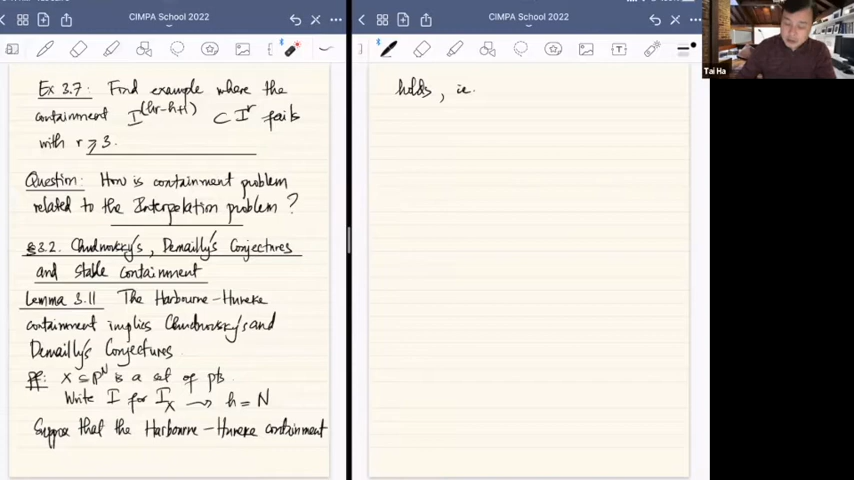 CIMPA School 2022
CIMPA School 2022
Tai Ha
Ex 3.7: Find example where the
containment I^(hr-h+1) ⊂ I^r fails
with r ⩾ 3.
Question: How is containment problem
related to the Interpolation problem?
§3.2. Chudnovsky's, Demailly's Conjectures
and Stable Containment
Lemma 3.11 The Harbourne-Huneke
containment implies Chudnovsky's and
Demailly's Conjectures.
Pf: X ⊆ P^N is a set of pts.
Write I for I_X → h = N
Suppose that the Harbourne-Huneke containment
holds, ie.